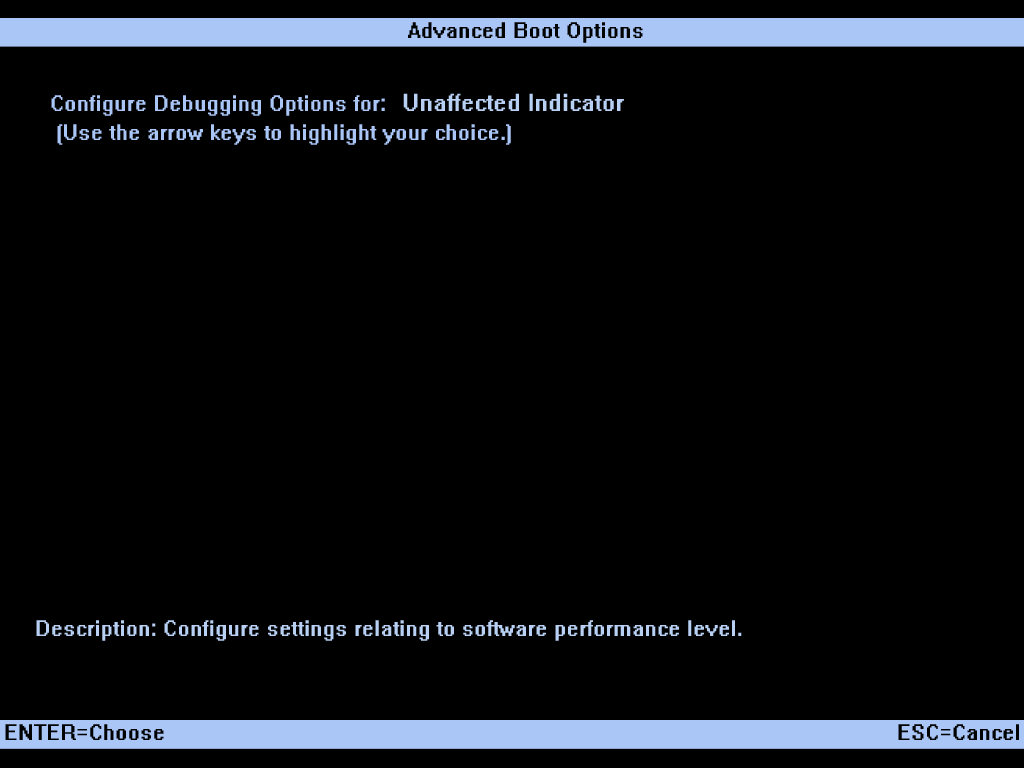 Advanced Boot Options
Configure Debugging Options for: Unaffected Indicator
(Use the arrow keys to highlight your choice.)
Description: Configure settings relating to software performance level.
ENTER=Choose ESC=Cancel